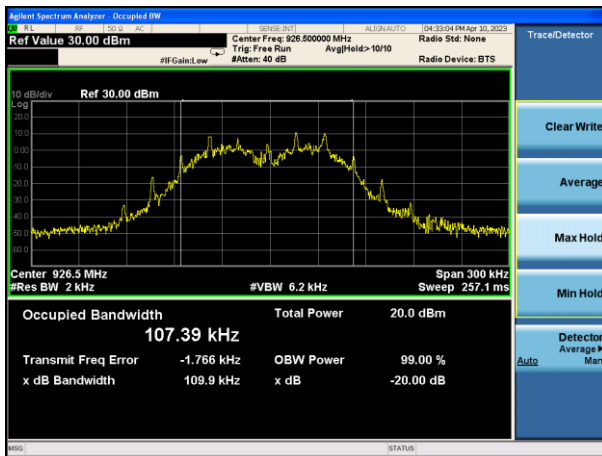 Agilent Spectrum Analyzer - Occupied BW
RL RF 50 Ω AC SENSE:INT ALIGNAUTO 04:33:04 PM Apr 10, 2023
Ref Value 30.00 dBm Center Freq: 926.500000 MHz Radio Std: None Trace/Detector
Trig: Free Run Avg|Hold:>10/10
#IFGain:Low #Atten: 40 dB Radio Device: BTS
10 dB/div Ref 30.00 dBm
Log
20.0
10.0
0.00
-10.0
-20.0
-30.0
-40.0
-50.0
-60.0
Clear Write
Average
Max Hold
Min Hold
Center 926.5 MHz Span 300 kHz
#Res BW 2 kHz #VBW 6.2 kHz Sweep 257.1 ms
Occupied Bandwidth Total Power 20.0 dBm
107.39 kHz
Transmit Freq Error -1.766 kHz OBW Power 99.00 %
x dB Bandwidth 109.9 kHz x dB -20.00 dB
Detector
Average
Auto Man
MSG STATUS